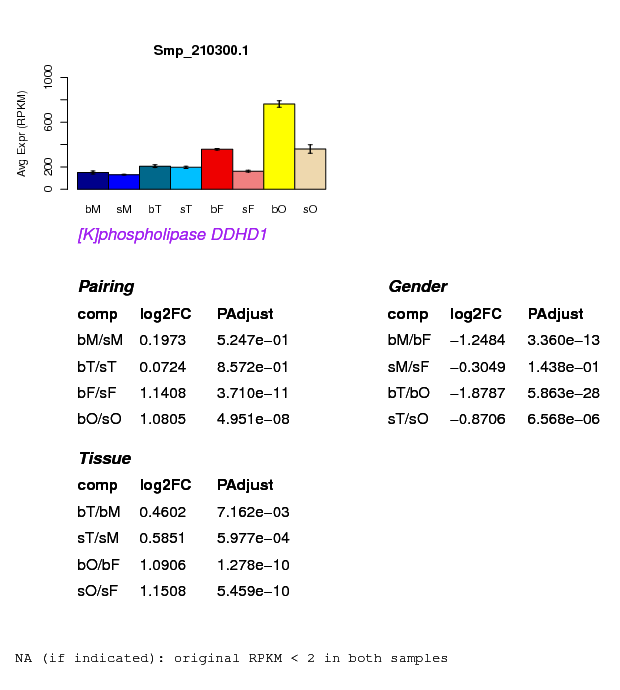 Smp_210300.1
Avg Expr (RPKM)
1000
600
200
0
bM sM bT sT bF sF bO sO
[K]phospholipase DDHD1
Pairing
comp log2FC PAdjust
bM/sM 0.1973 5.247e−01
bT/sT 0.0724 8.572e−01
bF/sF 1.1408 3.710e−11
bO/sO 1.0805 4.951e−08
Gender
comp log2FC PAdjust
bM/bF −1.2484 3.360e−13
sM/sF −0.3049 1.438e−01
bT/bO −1.8787 5.863e−28
sT/sO −0.8706 6.568e−06
Tissue
comp log2FC PAdjust
bT/bM 0.4602 7.162e−03
sT/sM 0.5851 5.977e−04
bO/bF 1.0906 1.278e−10
sO/sF 1.1508 5.459e−10
NA (if indicated): original RPKM < 2 in both samples